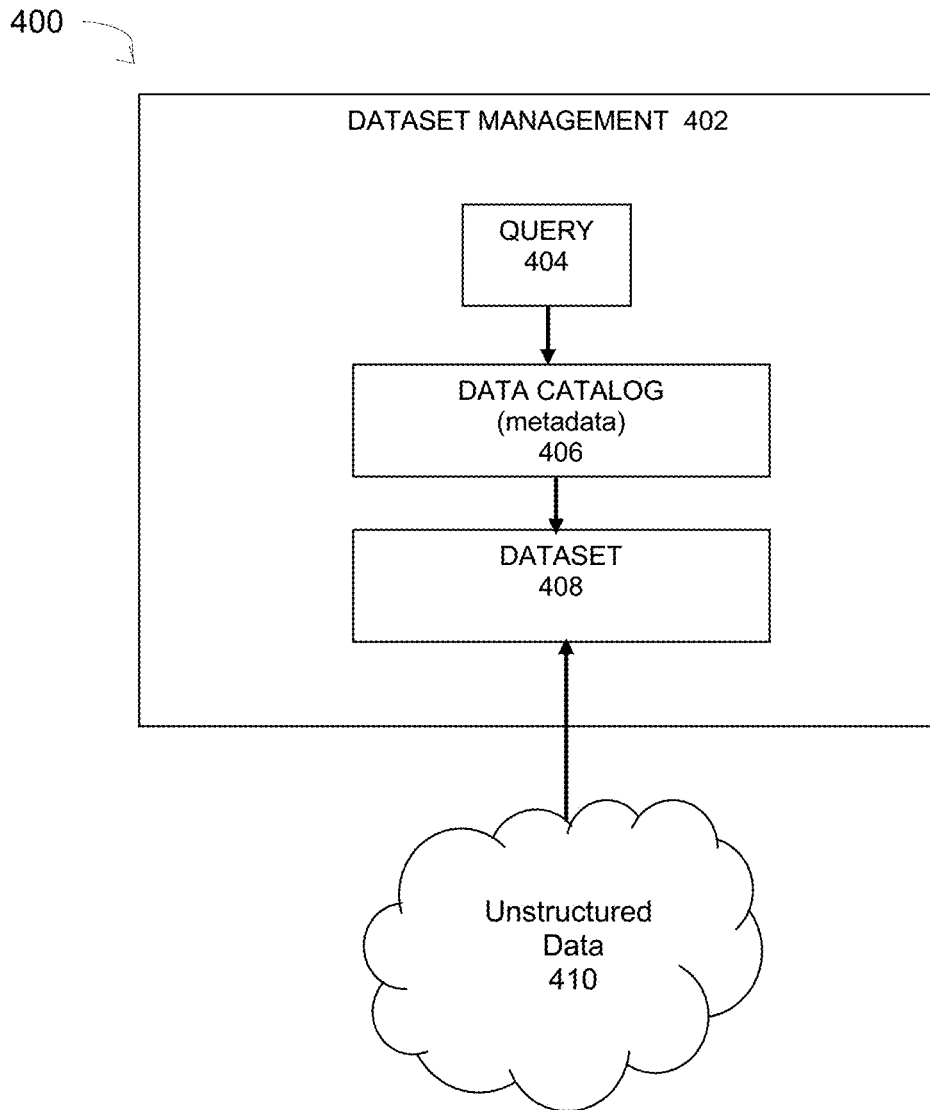 400
DATASET MANAGEMENT 402
QUERY
404
DATA CATALOG
(metadata)
406
DATASET
408
Unstructured
Data
410